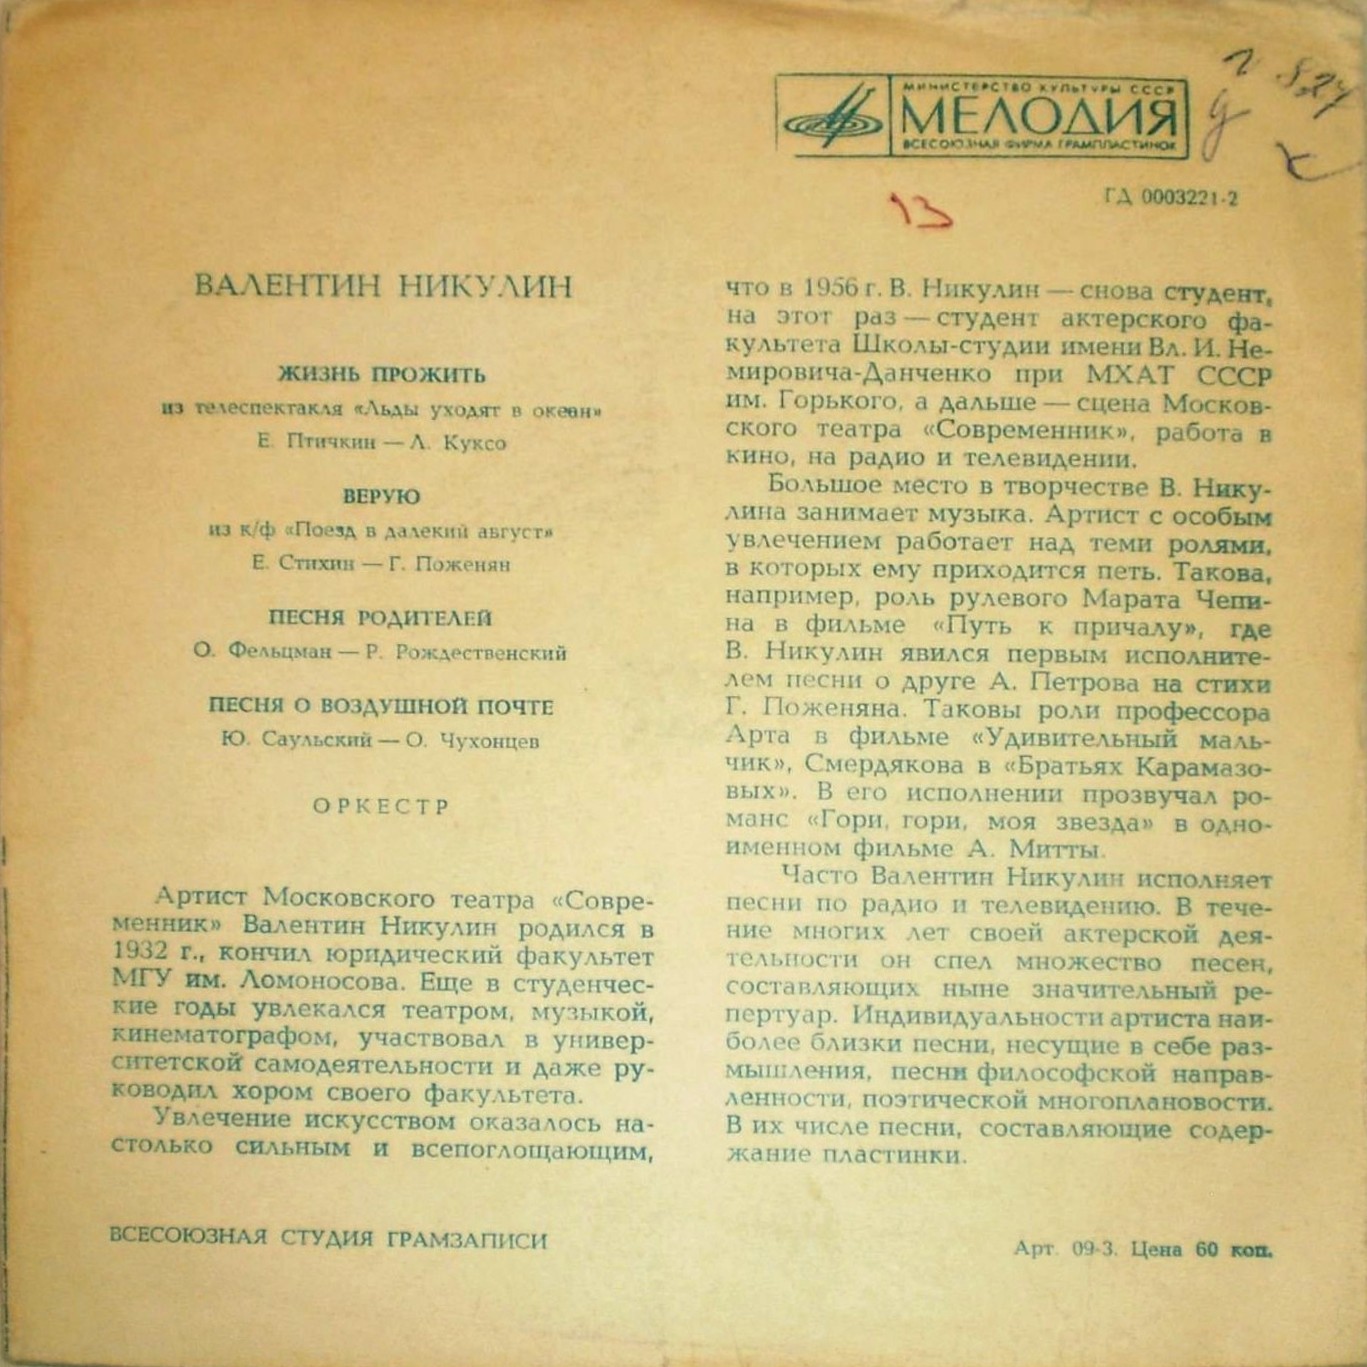 МИНИСТЕРСТВО КУЛЬТУРЫ СССР
МЕЛОДИЯ
ВСЕСОЮЗНАЯ ФИРМА ГРАМПЛАСТИНОК
13
ГД 0003221-2
ВАЛЕНТИН НИКУЛИН
ЖИЗНЬ ПРОЖИТЬ
из телеспектакля «Льды уходят в океан»
Е. Птичкин — Л. Куксо
ВЕРУЮ
из к/ф «Поезд в далекий август»
Е. Стихин — Г. Поженян
ПЕСНЯ РОДИТЕЛЕЙ
О. Фельцман — Р. Рождественский
ПЕСНЯ О ВОЗДУШНОЙ ПОЧТЕ
Ю. Саульский — О. Чухонцев
ОРКЕСТР
Артист Московского театра «Совре-
менник» Валентин Никулин родился в
1932 г., кончил юридический факультет
МГУ им. Ломоносова. Еще в студенчес-
кие годы увлекался театром, музыкой,
кинематографом, участвовал в универ-
ситетской самодеятельности и даже ру-
ководил хором своего факультета.
Увлечение искусством оказалось на-
столько сильным и всепоглощающим,
что в 1956 г. В. Никулин — снова студент,
на этот раз — студент актерского фа-
культета Школы-студии имени Вл. И. Не-
мировича-Данченко при МХАТ СССР
им. Горького, а дальше — сцена Москов-
ского театра «Современник», работа в
кино, на радио и телевидении.
Большое место в творчестве В. Нику-
лина занимает музыка. Артист с особым
увлечением работает над теми ролями,
в которых ему приходится петь. Такова,
например, роль рулевого Марата Чепи-
на в фильме «Путь к причалу», где
В. Никулин явился первым исполните-
лем песни о друге А. Петрова на стихи
Г. Поженяна. Таковы роли профессора
Арта в фильме «Удивительный маль-
чик», Смердякова в «Братьях Карамазо-
вых». В его исполнении прозвучал ро-
манс «Гори, гори, моя звезда» в одно-
именном фильме А. Митты.
Часто Валентин Никулин исполняет
песни по радио и телевидению. В тече-
ние многих лет своей актерской дея-
тельности он спел множество песен,
составляющих ныне значительный ре-
пертуар. Индивидуальности артиста наи-
более близки песни, несущие в себе раз-
мышления, песни философской направ-
ленности, поэтической многоплановости.
В их числе песни, составляющие содер-
жание пластинки.
ВСЕСОЮЗНАЯ СТУДИЯ ГРАМЗАПИСИ
Арт. 09-3. Цена 60 коп.